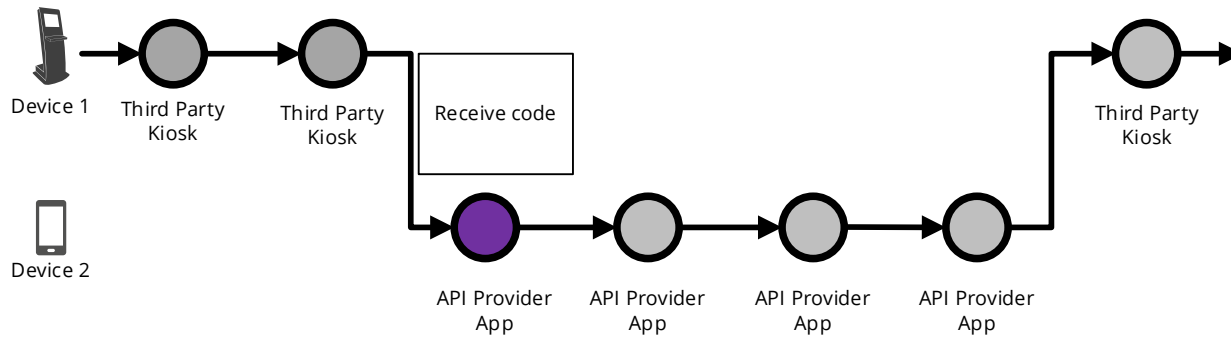 Device 1
Third Party
Kiosk
Third Party
Kiosk
Receive code
Third Party
Kiosk
Device 2
API Provider
App
API Provider
App
API Provider
App
API Provider
App